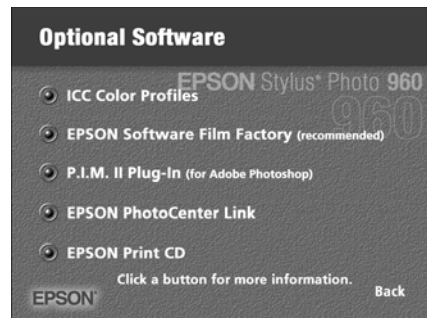 Optional Software
EPSON Stylus* Photo 960
960
ICC Color Profiles
EPSON Software Film Factory (recommended)
P.I.M. II Plug-In (for Adobe Photoshop)
EPSON PhotoCenter Link
EPSON Print CD
Click a button for more information.
Back
EPSON